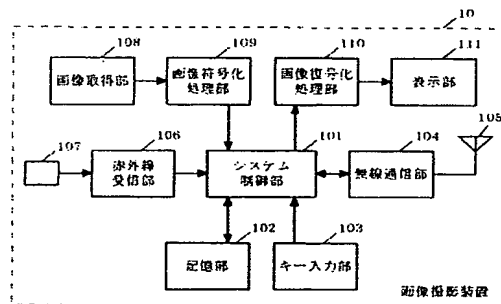 10
108
109
110
111
画像取得部
画像符号化
処理部
画像復号化
処理部
表示部
105
107
106
101
104
赤外線
受信部
システム
制御部
無線通信部
102
103
記憶部
キー入力部
画像撮影装置